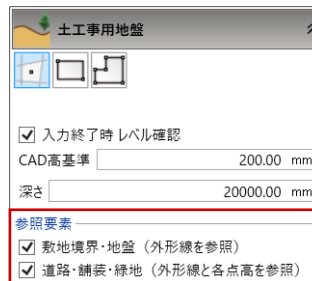 土工事用地盤
入力終了時 レベル確認
CAD高基準 200.00 mm
深さ 20000.00 mm
参照要素
敷地境界・地盤（外形線を参照）
道路・舗装・緑地（外形線と各点高を参照）